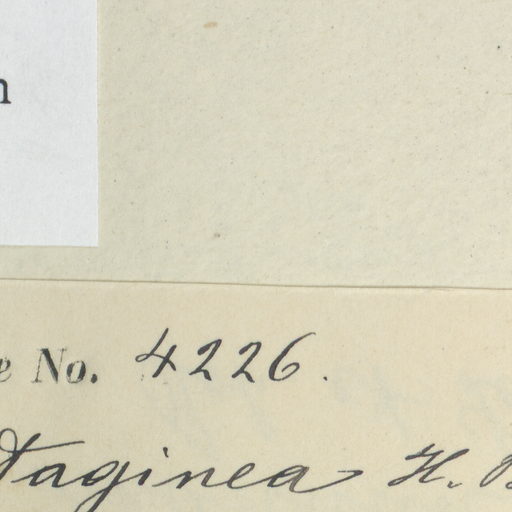 No. 4226.
taginea H.